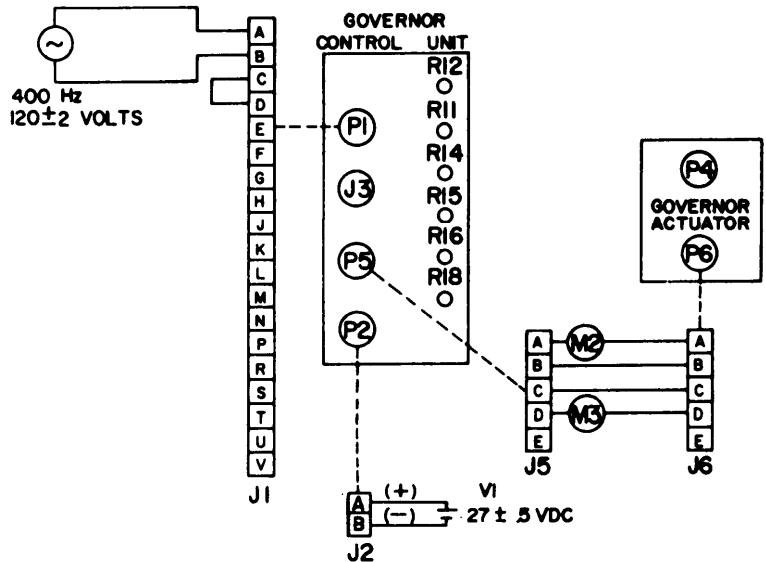 GOVERNOR
CONTROL UNIT
~
400 Hz
120±2 VOLTS
A
B
C
D
E
F
G
H
J
K
L
M
N
P
R
S
T
U
V
J1
P1
J3
P5
P2
R12
R11
R14
R15
R16
R18
P4
GOVERNOR
ACTUATOR
P6
A
B
C
D
E
J5
M2
M3
A
B
C
D
E
J6
A (+)
B (–)
J2
V1
27 ± .5 VDC